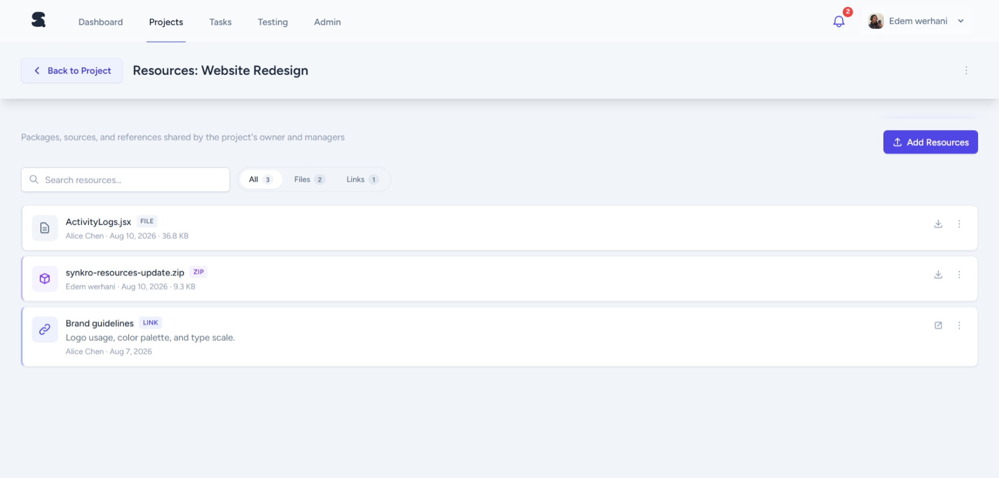 Dashboard Projects Tasks Testing Admin 2 Edem werhani
Back to Project Resources: Website Redesign
Packages, sources, and references shared by the project's owner and managers
Add Resources
Search resources... All 3 Files 2 Links 1
ActivityLogs.jsx FILE
Alice Chen · Aug 10, 2026 · 36.8 KB
synkro-resources-update.zip ZIP
Edem werhani · Aug 10, 2026 · 9.3 KB
Brand guidelines LINK
Logo usage, color palette, and type scale.
Alice Chen · Aug 7, 2026